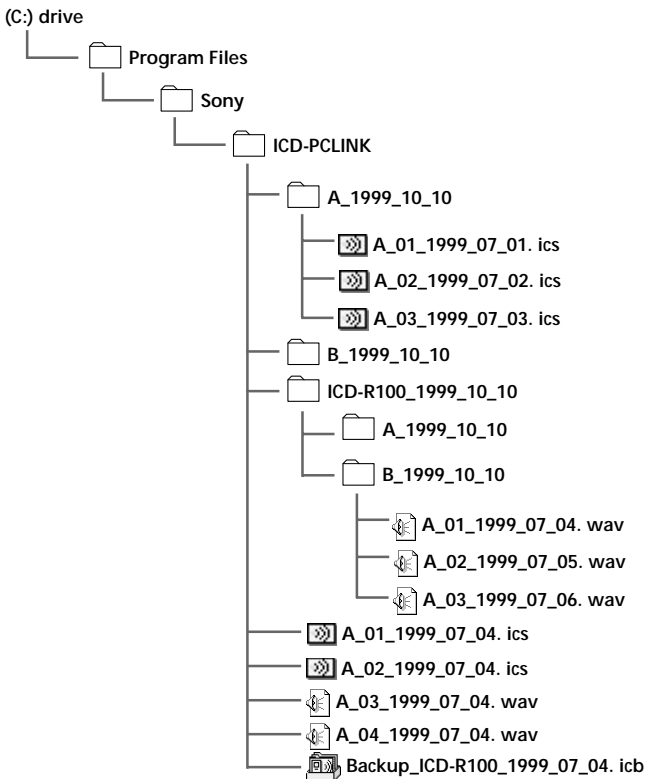 (C:) drive
Program Files
Sony
ICD-PCLINK
A_1999_10_10
A_01_1999_07_01. ics
A_02_1999_07_02. ics
A_03_1999_07_03. ics
B_1999_10_10
ICD-R100_1999_10_10
A_1999_10_10
B_1999_10_10
A_01_1999_07_04. wav
A_02_1999_07_05. wav
A_03_1999_07_06. wav
A_01_1999_07_04. ics
A_02_1999_07_04. ics
A_03_1999_07_04. wav
A_04_1999_07_04. wav
Backup_ICD-R100_1999_07_04. icb